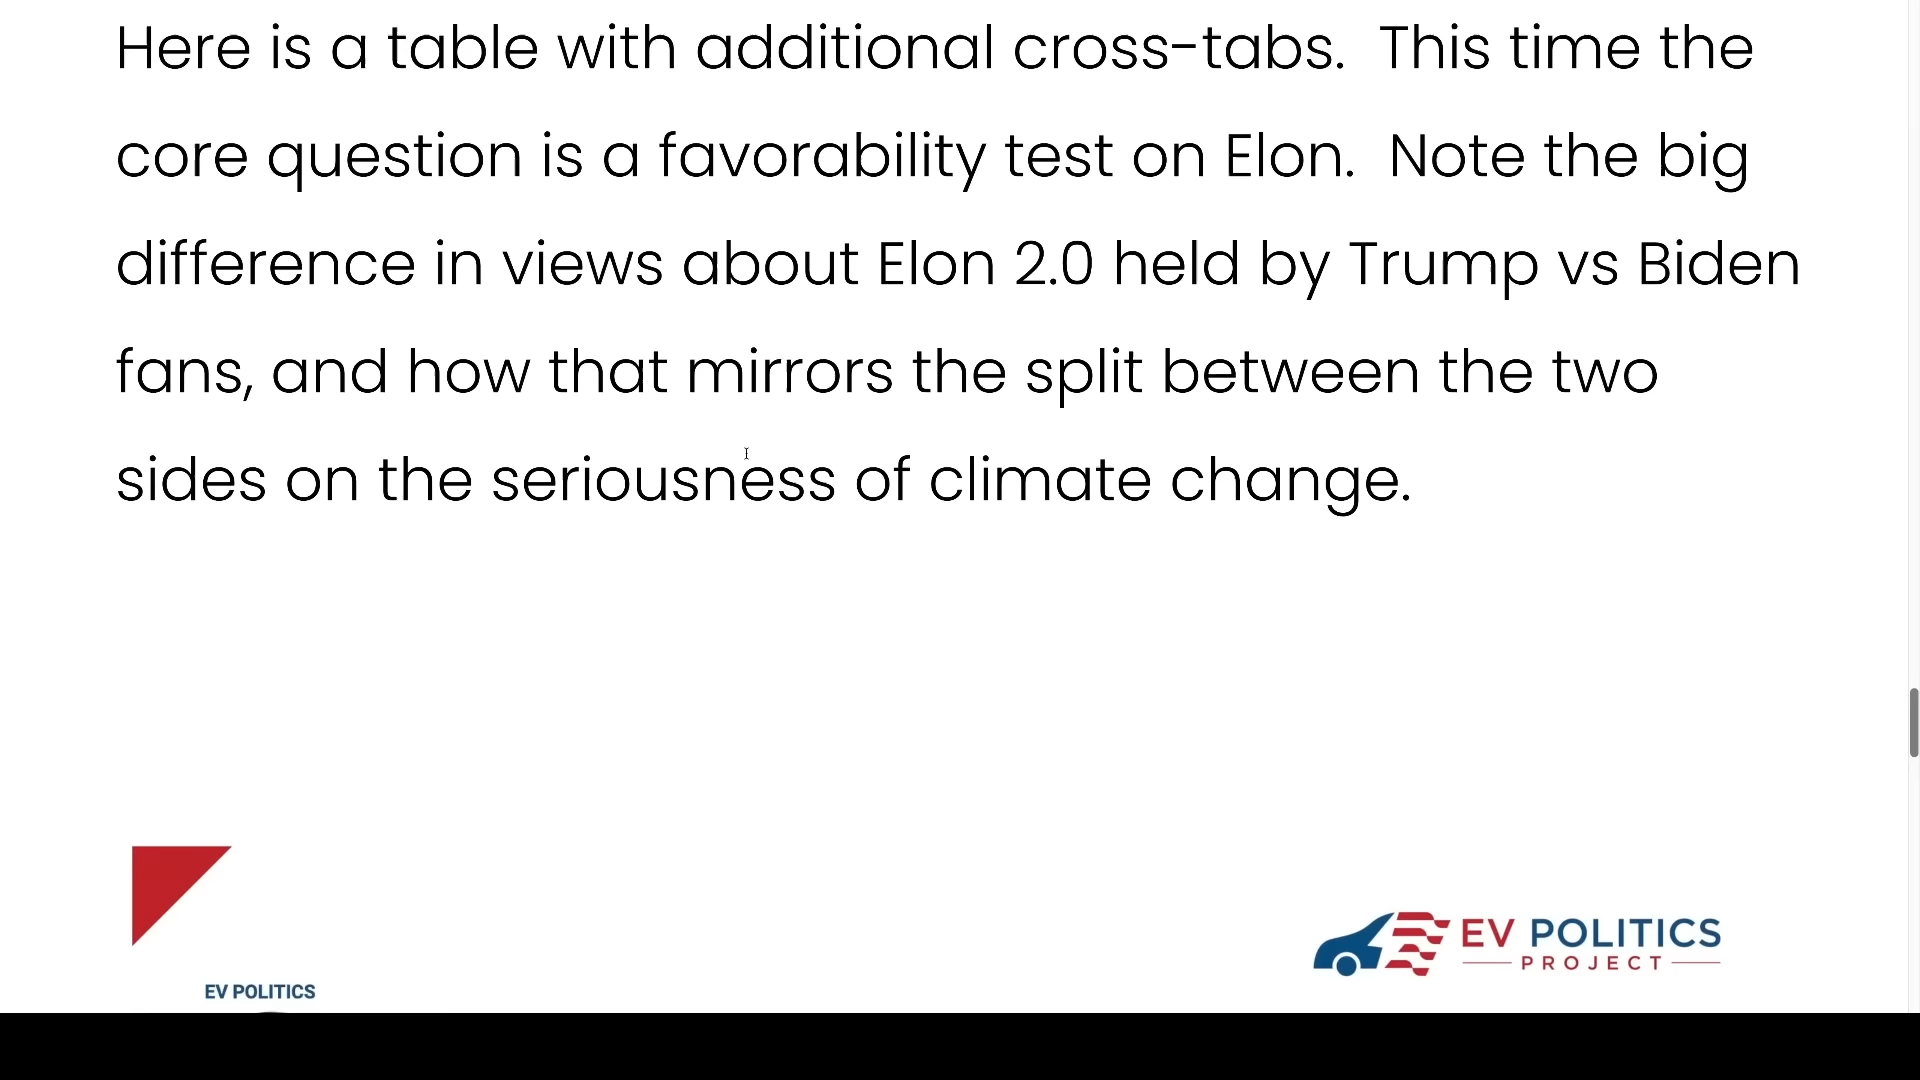 Here is a table with additional cross-tabs. This time the
core question is a favorability test on Elon. Note the big
difference in views about Elon 2.0 held by Trump vs Biden
fans, and how that mirrors the split between the two
sides on the seriousness of climate change.
EV POLITICS
PROJECT
EV POLITICS